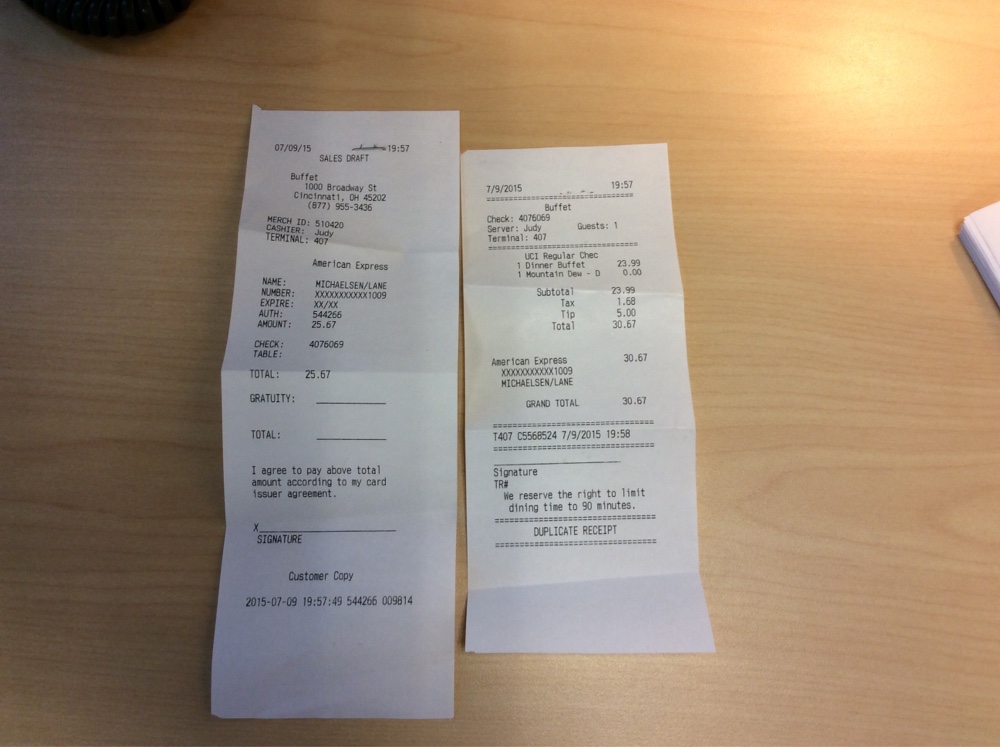 07/09/15 19:57
SALES DRAFT
Buffet
1000 Broadway St
Cincinnati, OH 45202
(877) 955-3436
MERCH ID: 510420
CASHIER: Judy
TERMINAL: 407
American Express
NAME: MICHAELSEN/LANE
NUMBER: XXXXXXXXXXX1009
EXPIRE: XX/XX
AUTH: 544266
AMOUNT: 25.67
CHECK: 4076069
TABLE:
TOTAL: 25.67
GRATUITY: ____________
TOTAL: ____________
I agree to pay above total
amount according to my card
issuer agreement.
X________________________
SIGNATURE
Customer Copy
2015-07-09 19:57:49 544266 009814
7/9/2015 19:57
==============================
Buffet
Check: 4076069
Server: Judy Guests: 1
Terminal: 407
==============================
UCI Regular Chec
1 Dinner Buffet 23.99
1 Mountain Dew - D 0.00
Subtotal 23.99
Tax 1.68
Tip 5.00
Total 30.67
American Express 30.67
XXXXXXXXXXX1009
MICHAELSEN/LANE
GRAND TOTAL 30.67
==============================
T407 C5568524 7/9/2015 19:58
==============================
________________________
Signature
TR#
We reserve the right to limit
dining time to 90 minutes.
==============================
DUPLICATE RECEIPT
==============================